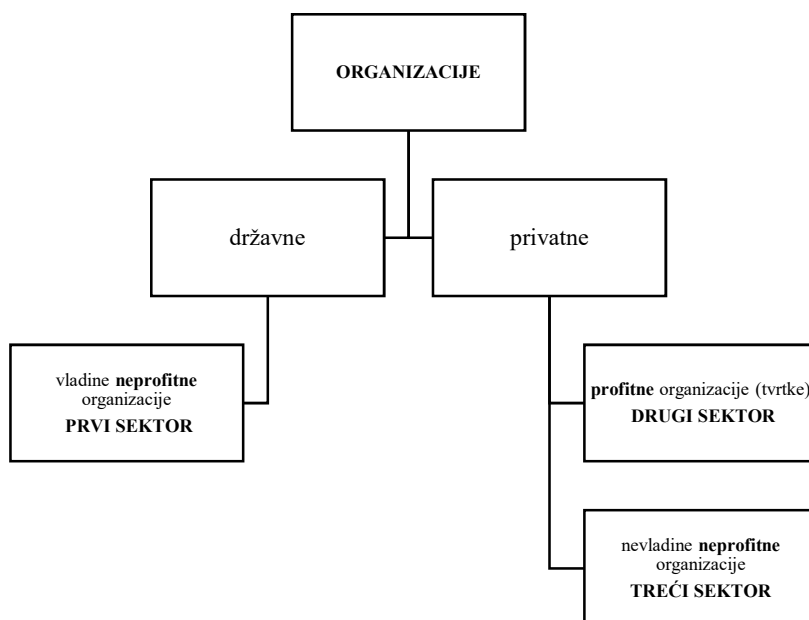 ORGANIZACIJE
državne
privatne
vladine neprofitne
organizacije
PRVI SEKTOR
profitne organizacije (tvrtke)
DRUGI SEKTOR
nevladine neprofitne
organizacije
TREĆI SEKTOR